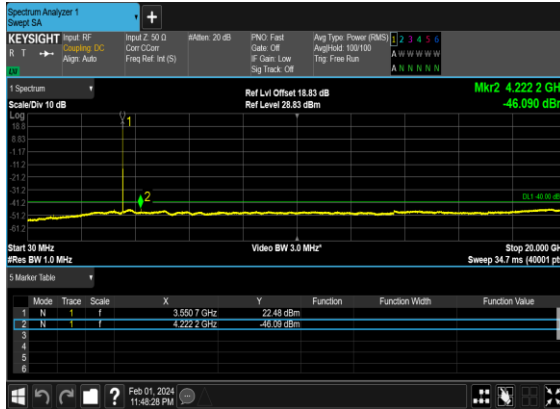 Spectrum Analyzer 1
Swept SA
+
KEYSIGHT Input: RF Input Z: 50 Ω #Atten: 20 dB PNO: Fast Avg Type: Power (RMS) 1 2 3 4 5 6
R T Coupling: DC Corr CCorr Gate: Off Avg|Hold: 100/100 A W W W W W
Align: Auto Freq Ref: Int (S) IF Gain: Low Trig: Free Run
LU Sig Track: Off A N N N N N
1 Spectrum Ref Lvl Offset 18.83 dB Mkr2 4.222 2 GH
Scale/Div 10 dB Ref Level 28.83 dBm -46.090 dB
Log
18.8
8.83
-1.17
-11.2
-21.2
-31.2
-41.2
-51.2
-61.2
1
2
DL1 -40.00 dB
Start 30 MHz Video BW 3.0 MHz* Stop 20.000 GH
#Res BW 1.0 MHz Sweep 34.7 ms (40001 pt
5 Marker Table
Mode Trace Scale X Y Function Function Width Function Value
1 N 1 f 3.550 7 GHz 22.48 dBm
2 N 1 f 4.222 2 GHz -46.09 dBm
3
4
5
6
? Feb 01, 2024
11:48:28 PM